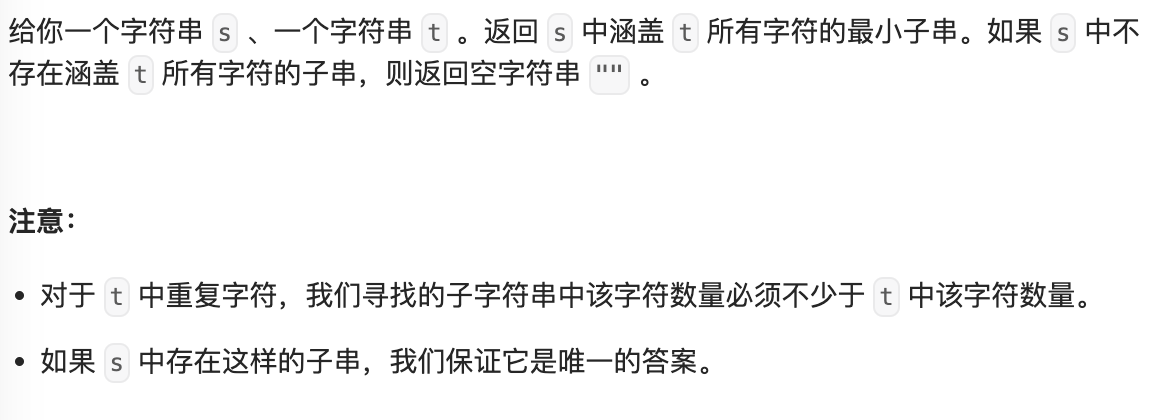 给你一个字符串 s 、一个字符串 t 。返回 s 中涵盖 t 所有字符的最小子串。如果 s 中不
存在涵盖 t 所有字符的子串，则返回空字符串 "" 。
注意：
• 对于 t 中重复字符，我们寻找的子字符串中该字符数量必须不少于 t 中该字符数量。
• 如果 s 中存在这样的子串，我们保证它是唯一的答案。